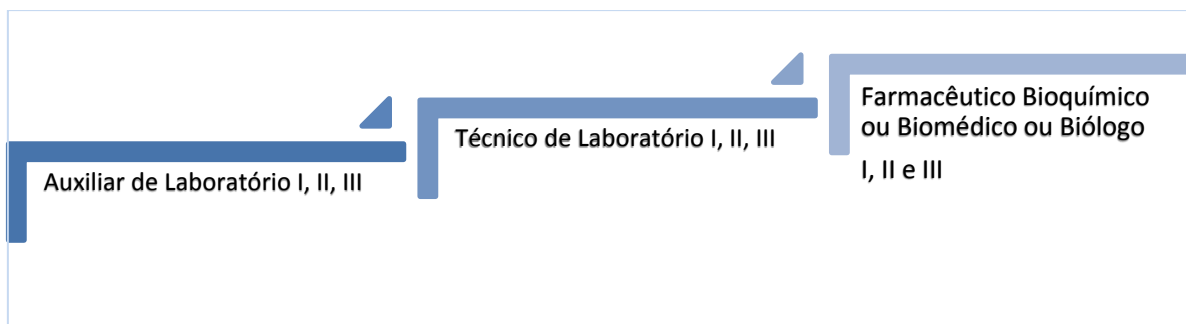 Auxiliar de Laboratório I, II, III
Técnico de Laboratório I, II, III
Farmacêutico Bioquímico
ou Biomédico ou Biólogo
I, II e III